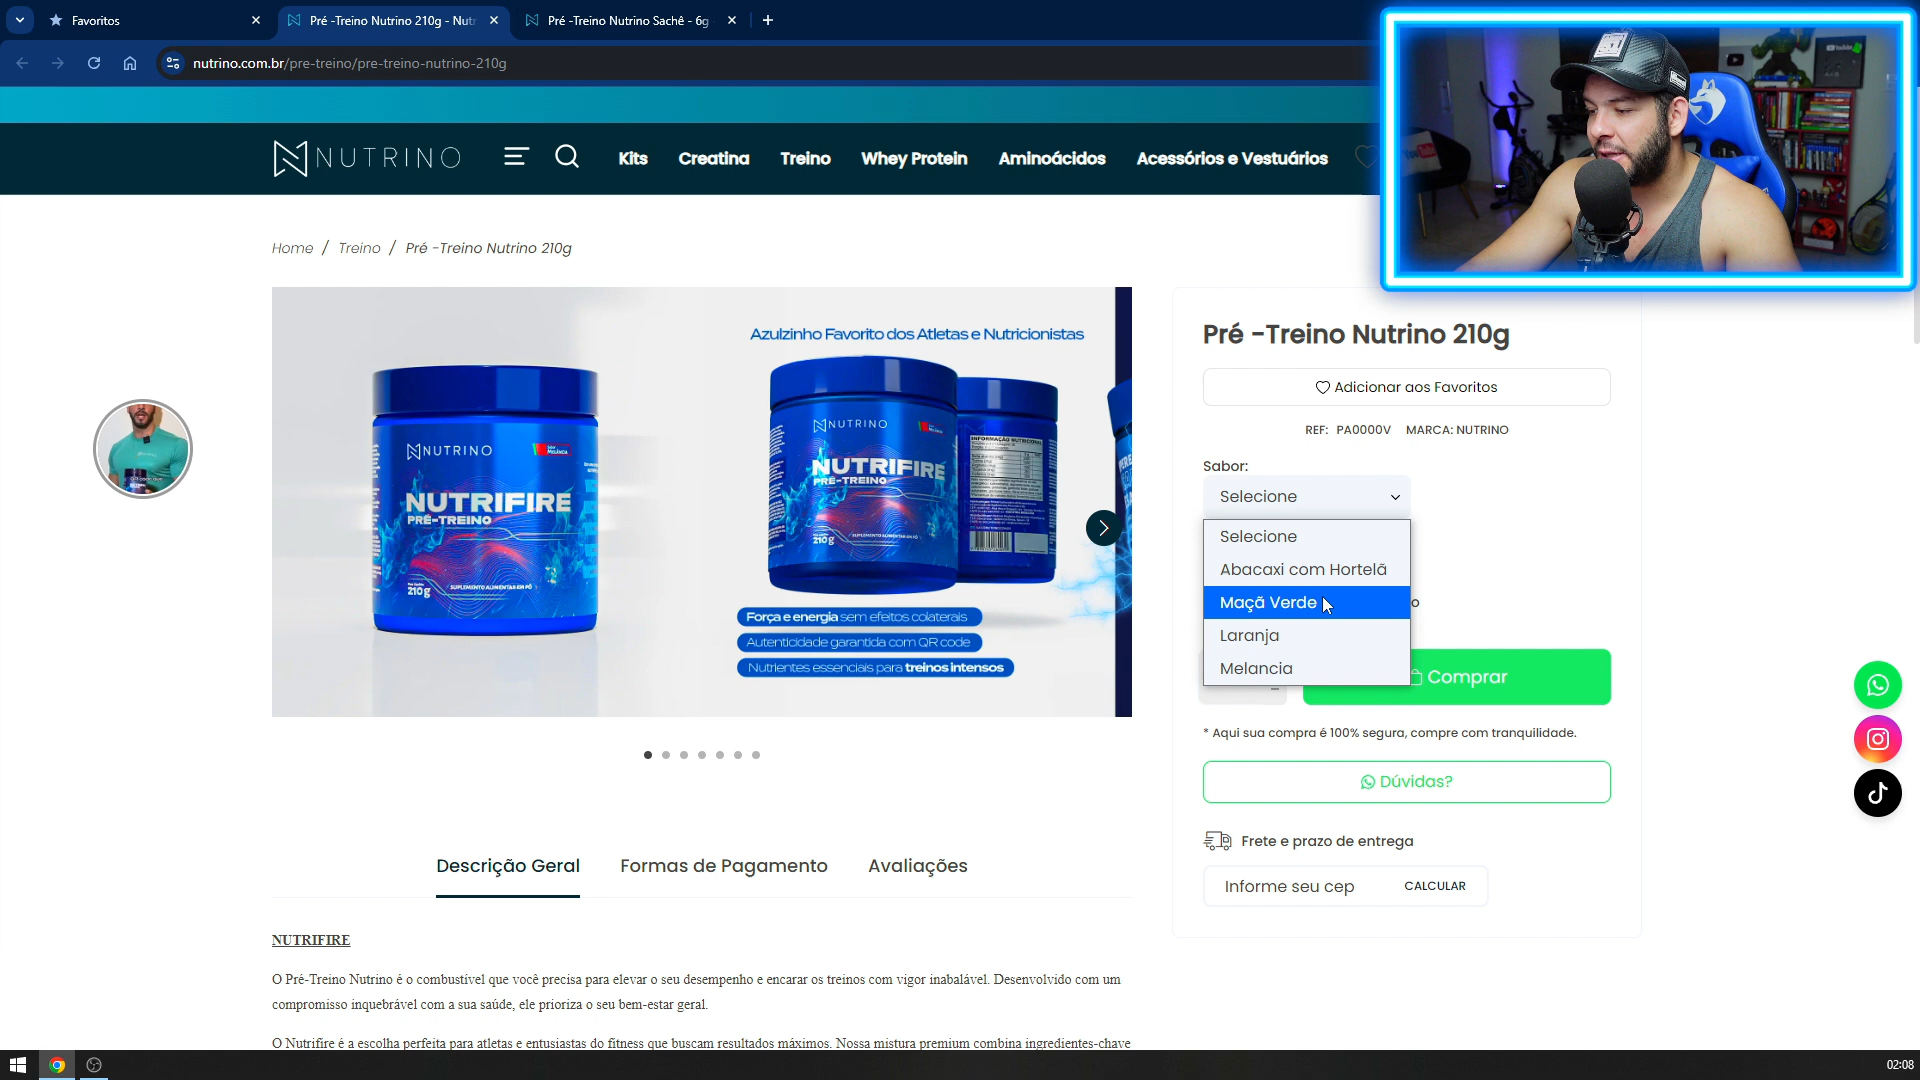 Favoritos
Pré -Treino Nutrino 210g - Nutr
Pré -Treino Nutrino Sachê - 6g
nutrino.com.br/pre-treino/pre-treino-nutrino-210g
NUTRINO
Kits
Creatina
Treino
Whey Protein
Aminoácidos
Acessórios e Vestuários
YouTube
Home / Treino / Pré -Treino Nutrino 210g
Azulzinho Favorito dos Atletas e Nutricionistas
NUTRINO
NUTRIFIRE
PRÉ-TREINO
210g
SUPLEMENTO ALIMENTAR EM PÓ
NUTRINO
NUTRIFIRE
PRÉ-TREINO
210g
INFORMAÇÃO NUTRICIONAL
Força e energia sem efeitos colaterais
Autenticidade garantida com QR code
Nutrientes essenciais para treinos intensos
Pré -Treino Nutrino 210g
Adicionar aos Favoritos
REF: PA0000V MARCA: NUTRINO
Sabor:
Selecione
Selecione
Abacaxi com Hortelã
Maçã Verde
o
Laranja
Melancia
Comprar
* Aqui sua compra é 100% segura, compre com tranquilidade.
Dúvidas?
Frete e prazo de entrega
Informe seu cep
CALCULAR
Descrição Geral
Formas de Pagamento
Avaliações
NUTRIFIRE
O Pré-Treino Nutrino é o combustível que você precisa para elevar o seu desempenho e encarar os treinos com vigor inabalável. Desenvolvido com um
compromisso inquebrável com a sua saúde, ele prioriza o seu bem-estar geral.
O Nutrifire é a escolha perfeita para atletas e entusiastas do fitness que buscam resultados máximos. Nossa mistura premium combina ingredientes-chave
02:08